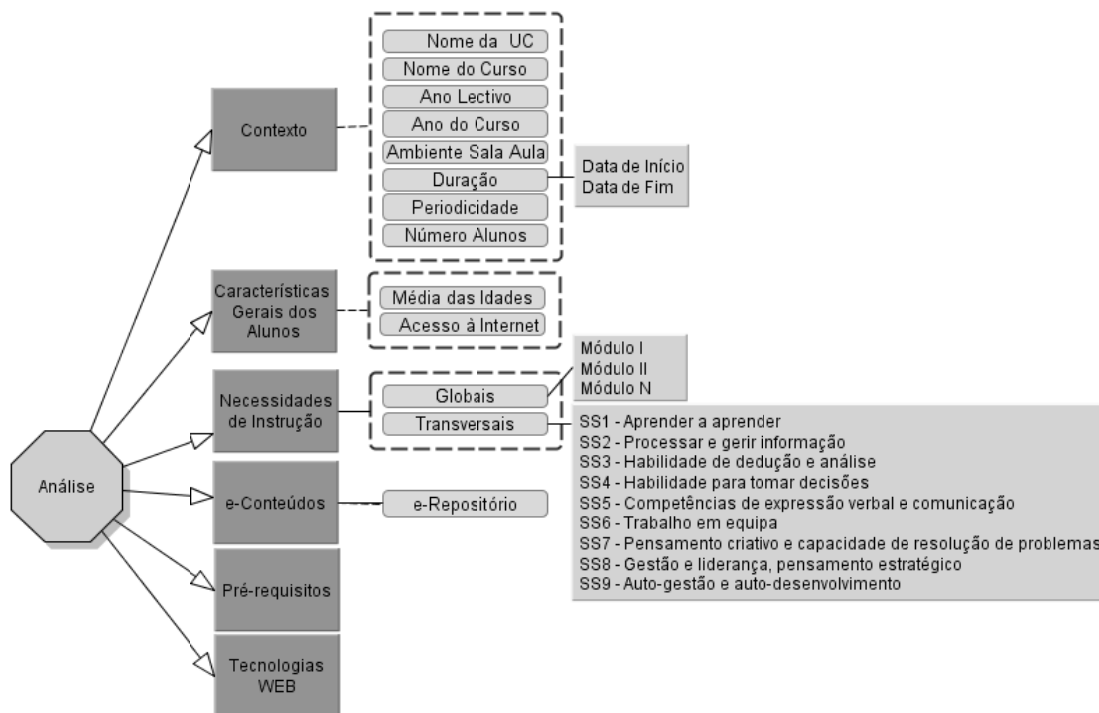 Análise
Contexto
Nome da UC
Nome do Curso
Ano Lectivo
Ano do Curso
Ambiente Sala Aula
Duração
Periodicidade
Número Alunos
Data de Início
Data de Fim
Características
Gerais dos
Alunos
Média das Idades
Acesso à Internet
Necessidades
de Instrução
Globais
Transversais
Módulo I
Módulo II
Módulo N
SS1 - Aprender a aprender
SS2 - Processar e gerir informação
SS3 - Habilidade de dedução e análise
SS4 - Habilidade para tomar decisões
SS5 - Competências de expressão verbal e comunicação
SS6 - Trabalho em equipa
SS7 - Pensamento criativo e capacidade de resolução de problemas
SS8 - Gestão e liderança, pensamento estratégico
SS9 - Auto-gestão e auto-desenvolvimento
e-Conteúdos
e-Repositório
Pré-requisitos
Tecnologias
WEB